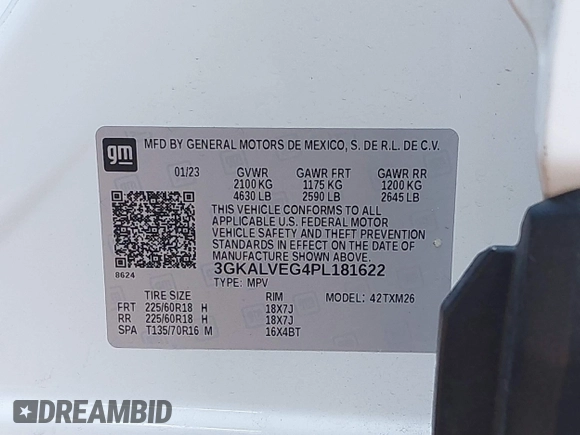 gm MFD BY GENERAL MOTORS DE MEXICO, S. DE R.L. DE C.V.
01/23 GVWR GAWR FRT GAWR RR
2100 KG 1175 KG 1200 KG
4630 LB 2590 LB 2645 LB
THIS VEHICLE CONFORMS TO ALL
APPLICABLE U.S. FEDERAL MOTOR
VEHICLE SAFETY AND THEFT PREVENTION
STANDARDS IN EFFECT ON THE DATE OF
MANUFACTURE SHOWN ABOVE.
8624 3GKALVEG4PL181622
TYPE: MPV
TIRE SIZE RIM MODEL: 42TXM26
FRT 225/60R18 H 18X7J
RR 225/60R18 H 18X7J
SPA T135/70R16 M 16X4BT
DREAMBID